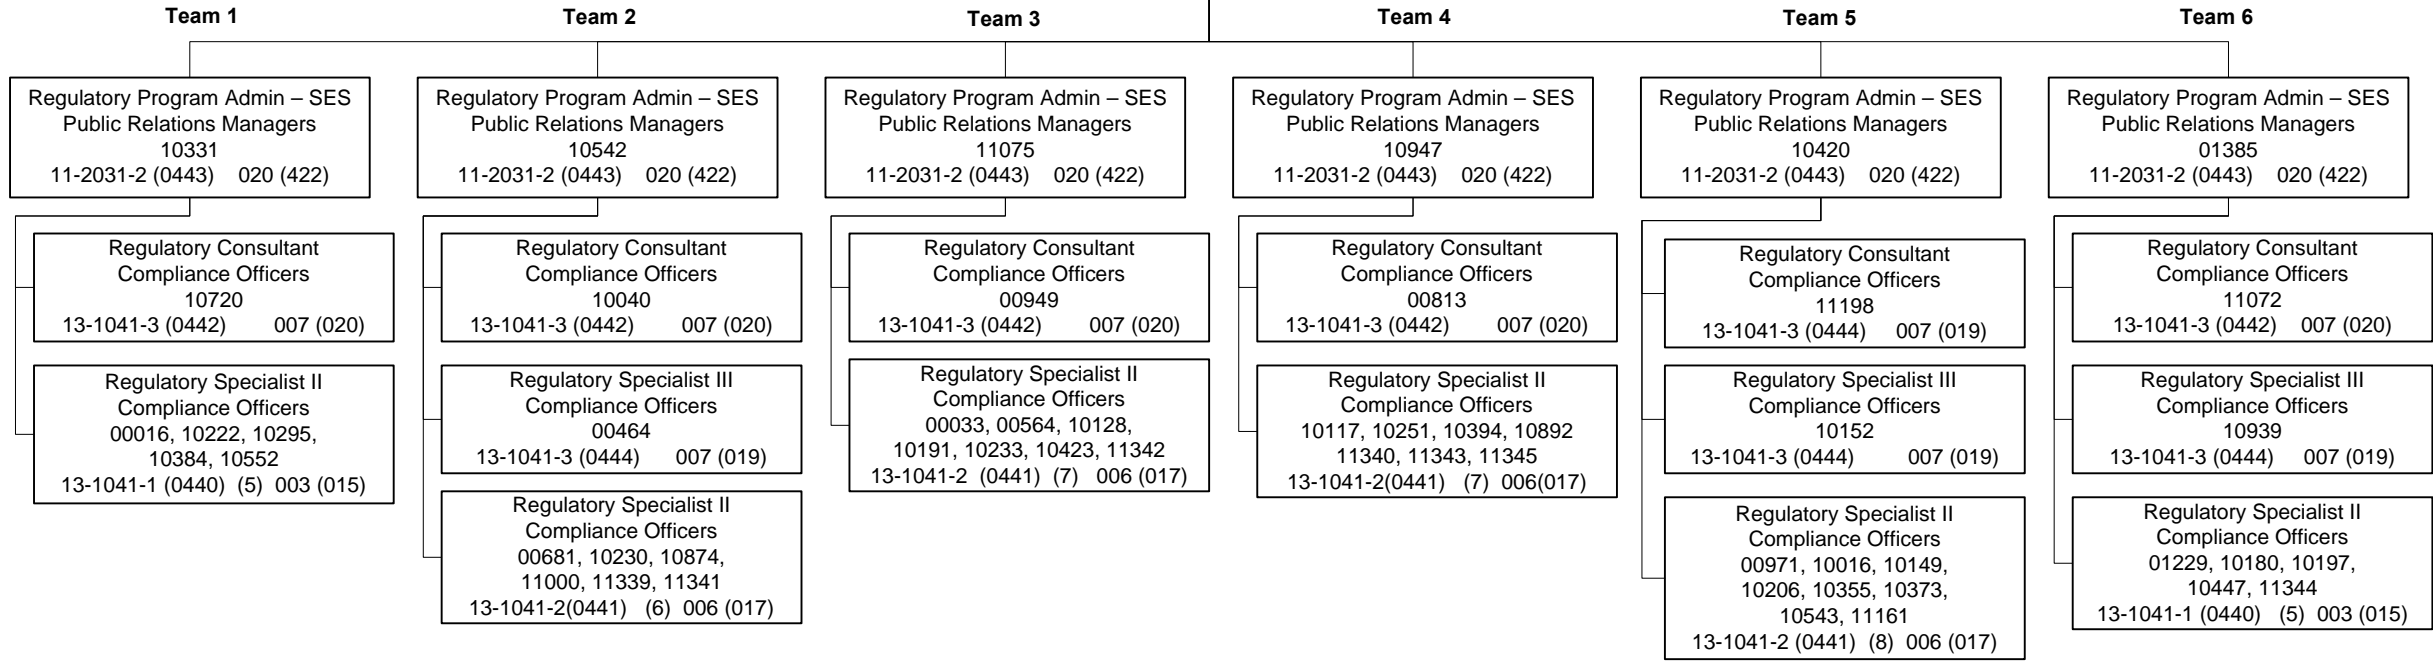 Team 1
Regulatory Program Admin – SES
Public Relations Managers
10331
11-2031-2 (0443) 020 (422)
Regulatory Consultant
Compliance Officers
10720
13-1041-3 (0442) 007 (020)
Regulatory Specialist II
Compliance Officers
00016, 10222, 10295,
10384, 10552
13-1041-1 (0440) (5) 003 (015)
Team 2
Regulatory Program Admin – SES
Public Relations Managers
10542
11-2031-2 (0443) 020 (422)
Regulatory Consultant
Compliance Officers
10040
13-1041-3 (0442) 007 (020)
Regulatory Specialist III
Compliance Officers
00464
13-1041-3 (0444) 007 (019)
Regulatory Specialist II
Compliance Officers
00681, 10230, 10874,
11000, 11339, 11341
13-1041-2(0441) (6) 006 (017)
Team 3
Regulatory Program Admin – SES
Public Relations Managers
11075
11-2031-2 (0443) 020 (422)
Regulatory Consultant
Compliance Officers
00949
13-1041-3 (0442) 007 (020)
Regulatory Specialist II
Compliance Officers
00033, 00564, 10128,
10191, 10233, 10423, 11342
13-1041-2 (0441) (7) 006 (017)
Team 4
Regulatory Program Admin – SES
Public Relations Managers
10947
11-2031-2 (0443) 020 (422)
Regulatory Consultant
Compliance Officers
00813
13-1041-3 (0442) 007 (020)
Regulatory Specialist II
Compliance Officers
10117, 10251, 10394, 10892
11340, 11343, 11345
13-1041-2(0441) (7) 006(017)
Team 5
Regulatory Program Admin – SES
Public Relations Managers
10420
11-2031-2 (0443) 020 (422)
Regulatory Consultant
Compliance Officers
11198
13-1041-3 (0444) 007 (019)
Regulatory Specialist III
Compliance Officers
10152
13-1041-3 (0444) 007 (019)
Regulatory Specialist II
Compliance Officers
00971, 10016, 10149,
10206, 10355, 10373,
10543, 11161
13-1041-2 (0441) (8) 006 (017)
Team 6
Regulatory Program Admin – SES
Public Relations Managers
01385
11-2031-2 (0443) 020 (422)
Regulatory Consultant
Compliance Officers
11072
13-1041-3 (0442) 007 (020)
Regulatory Specialist III
Compliance Officers
10939
13-1041-3 (0444) 007 (019)
Regulatory Specialist II
Compliance Officers
01229, 10180, 10197,
10447, 11344
13-1041-1 (0440) (5) 003 (015)